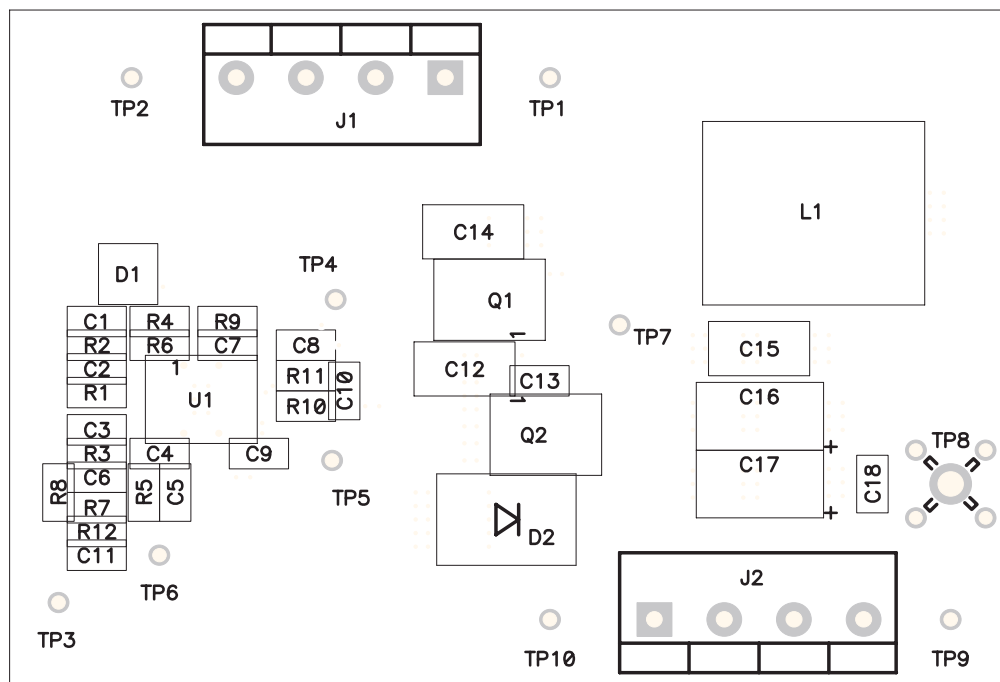 TP2
J1
TP1
L1
C14
D1
TP4
Q1
C1
R4
R9
TP7
1
R2
R6
C7
C8
C15
C2
1
R11
C10
C12
C13
R1
U1
R10
1
C16
C3
Q2
R3
C4
C9
+
TP8
R8
C6
R5
C5
TP5
C17
C18
R7
+
R12
D2
C11
TP6
J2
TP3
TP10
TP9